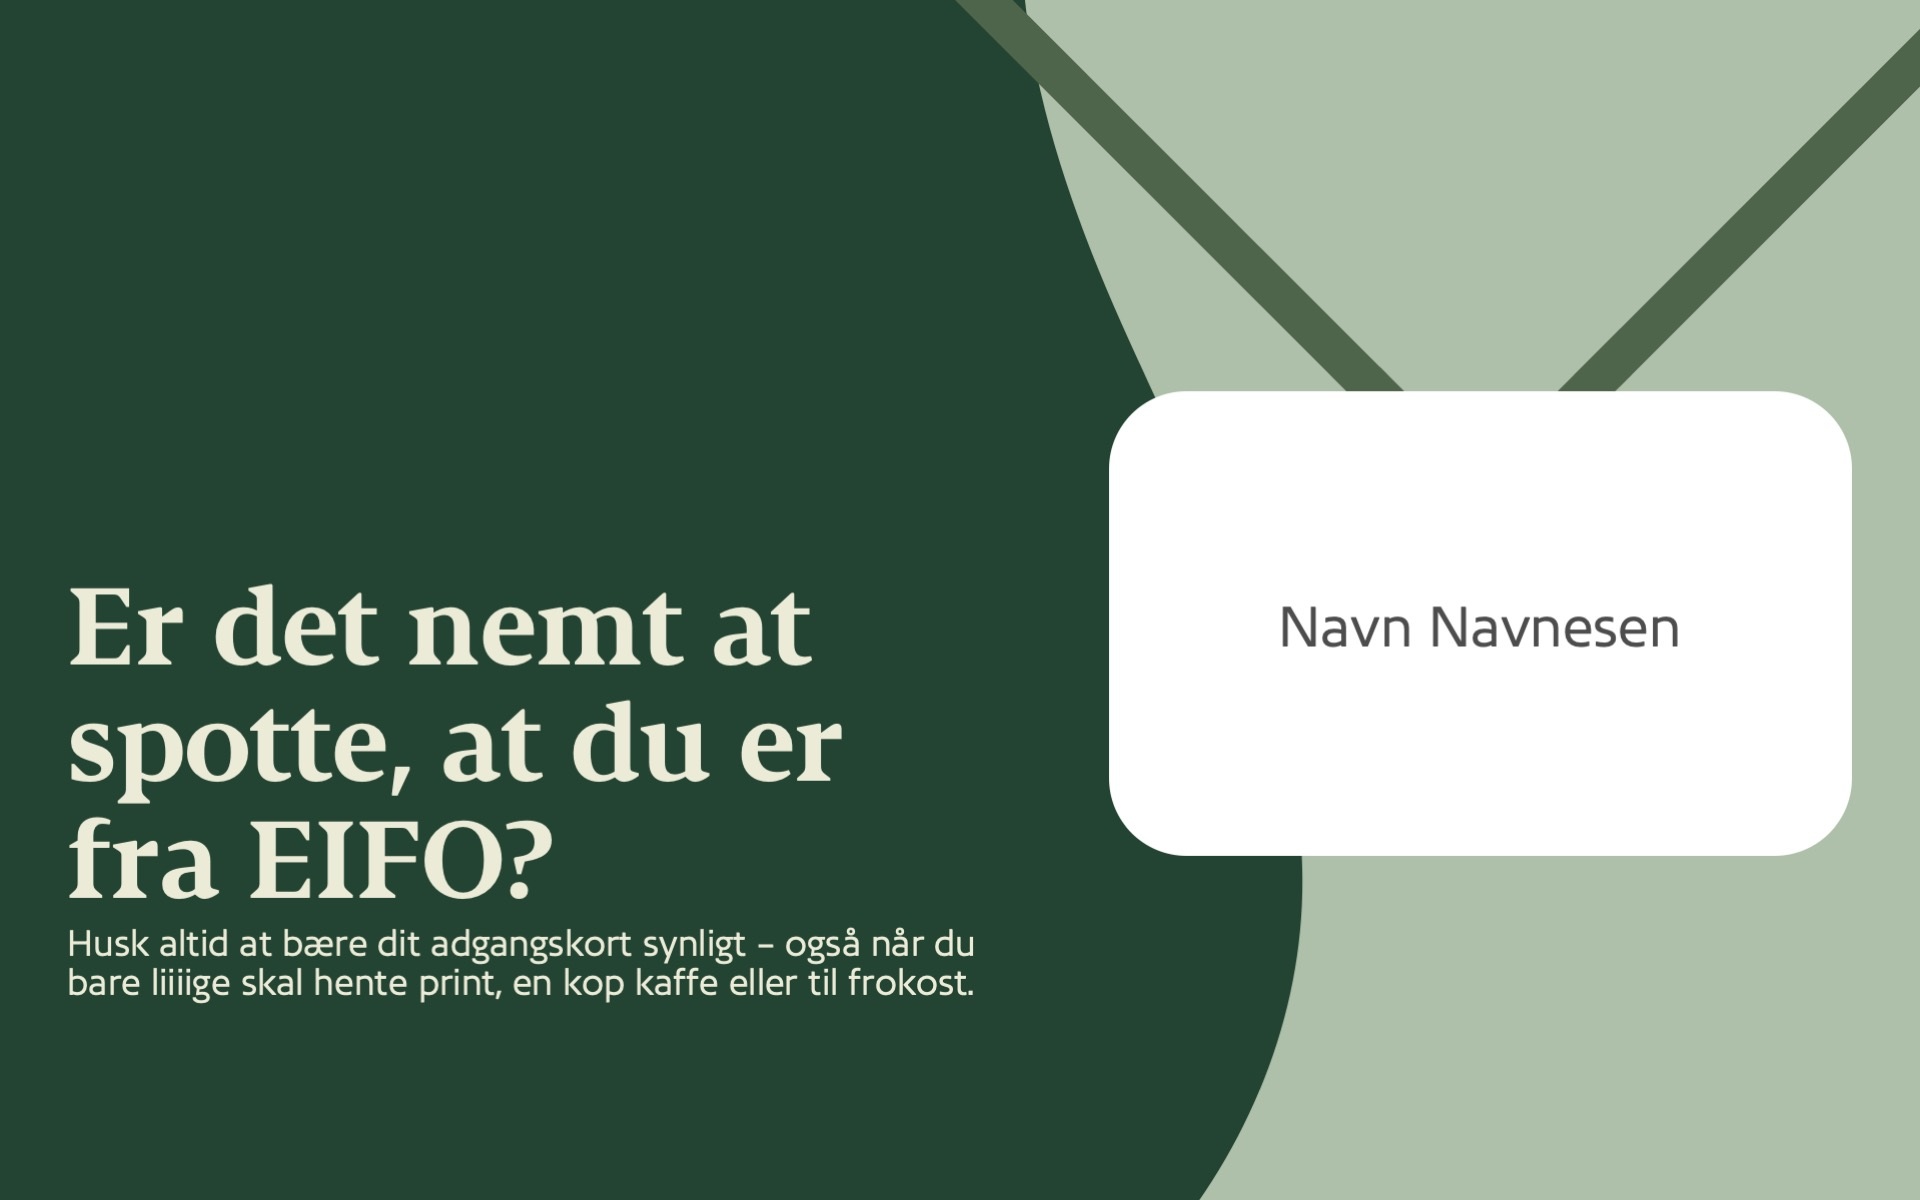 Er det nemt at
spotte, at du er
fra EIFO?
Husk altid at bære dit adgangskort synligt – også når du
bare liiiiige skal hente print, en kop kaffe eller til frokost.
Navn Navnesen